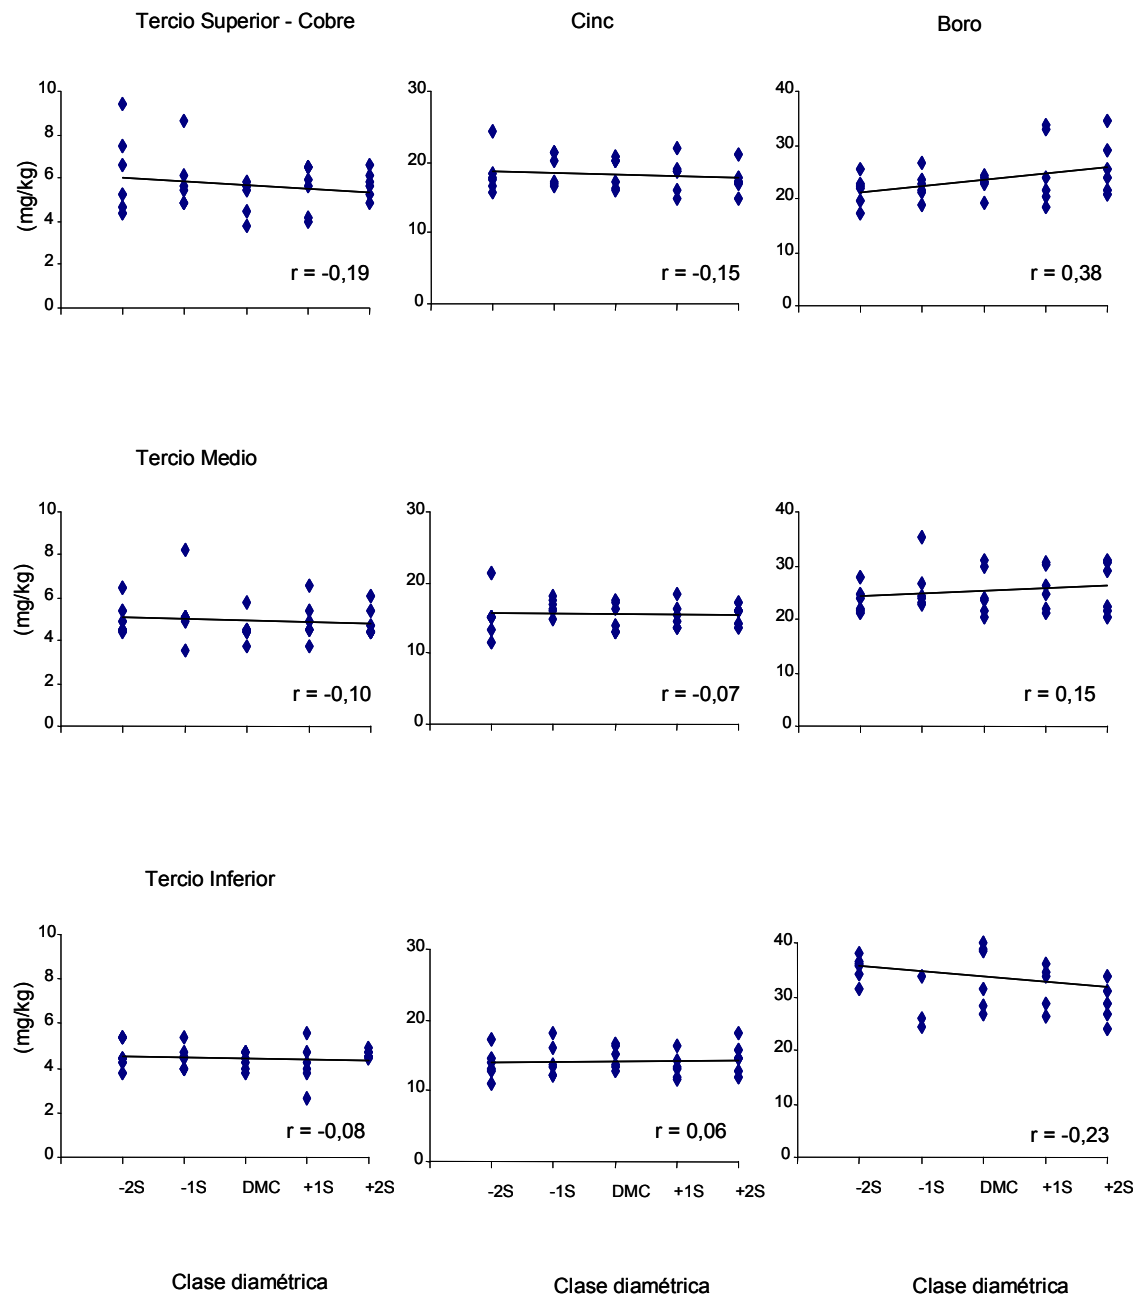 Tercio Superior - Cobre
Cinc
Boro
(mg/kg)
10
8
6
4
2
0
r = -0,19
30
20
10
0
r = -0,15
40
30
20
10
0
r = 0,38
Tercio Medio
(mg/kg)
10
8
6
4
2
0
r = -0,10
30
20
10
0
r = -0,07
40
30
20
10
0
r = 0,15
Tercio Inferior
(mg/kg)
10
8
6
4
2
0
r = -0,08
-2S -1S DMC +1S +2S
Clase diamétrica
30
20
10
0
r = 0,06
-2S -1S DMC +1S +2S
Clase diamétrica
40
30
20
10
0
r = -0,23
-2S -1S DMC +1S +2S
Clase diamétrica